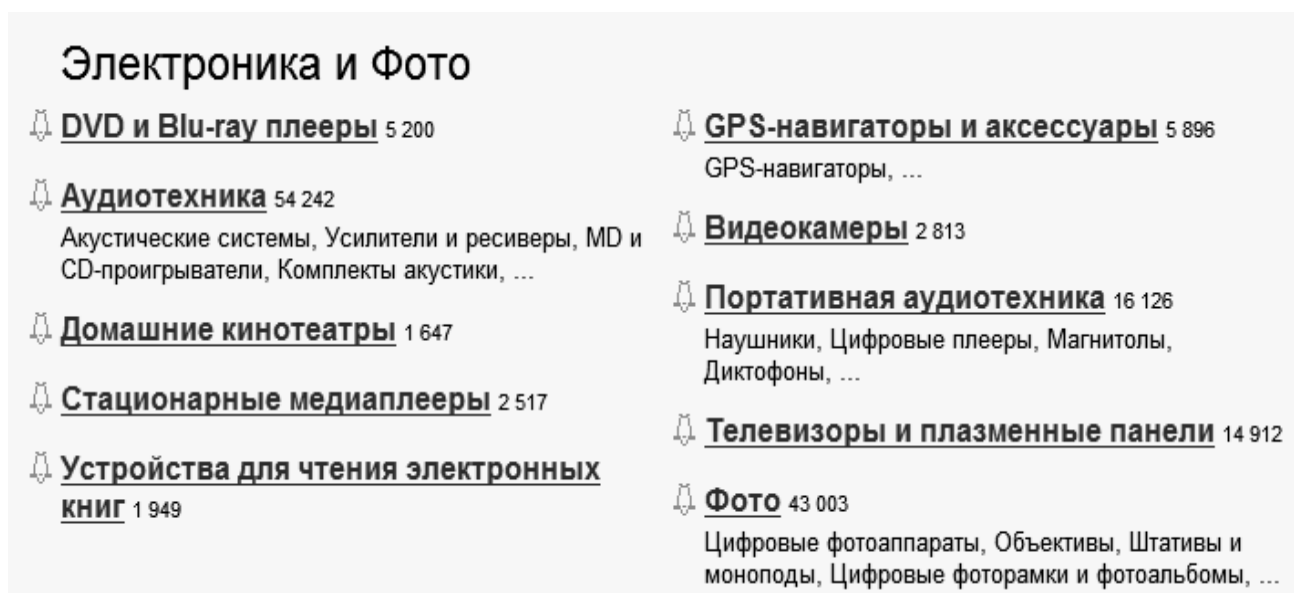 Электроника и Фото
DVD и Blu-ray плееры 5 200
Аудиотехника 54 242
Акустические системы, Усилители и ресиверы, MD и
CD-проигрыватели, Комплекты акустики, ...
Домашние кинотеатры 1 647
Стационарные медиаплееры 2 517
Устройства для чтения электронных
книг 1 949
GPS-навигаторы и аксессуары 5 896
GPS-навигаторы, ...
Видеокамеры 2 813
Портативная аудиотехника 16 126
Наушники, Цифровые плееры, Магнитолы,
Диктофоны, ...
Телевизоры и плазменные панели 14 912
Фото 43 003
Цифровые фотоаппараты, Объективы, Штативы и
моноподы, Цифровые фоторамки и фотоальбомы, ...